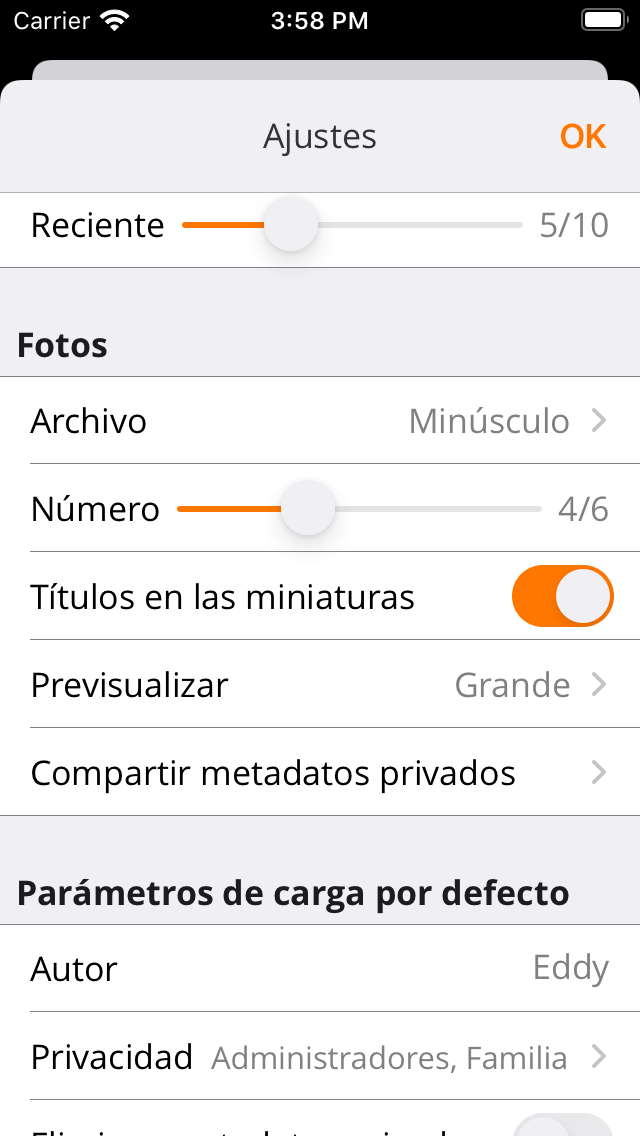 Carrier 3:58 PM
Ajustes OK
Reciente 5/10
Fotos
Archivo Minúsculo
Número 4/6
Títulos en las miniaturas
Previsualizar Grande
Compartir metadatos privados
Parámetros de carga por defecto
Autor Eddy
Privacidad Administradores, Familia